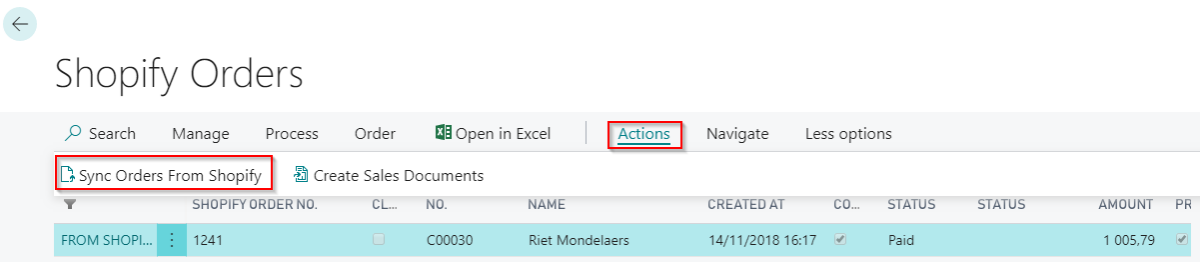 Shopify Orders
Search Manage Process Order Open in Excel Actions Navigate Less options
Sync Orders From Shopify Create Sales Documents
SHOPIFY ORDER NO. CL... NO. NAME CREATED AT CO... STATUS STATUS AMOUNT PR
FROM SHOPI... 1241 C00030 Riet Mondelaers 14/11/2018 16:17 Paid 1 005,79